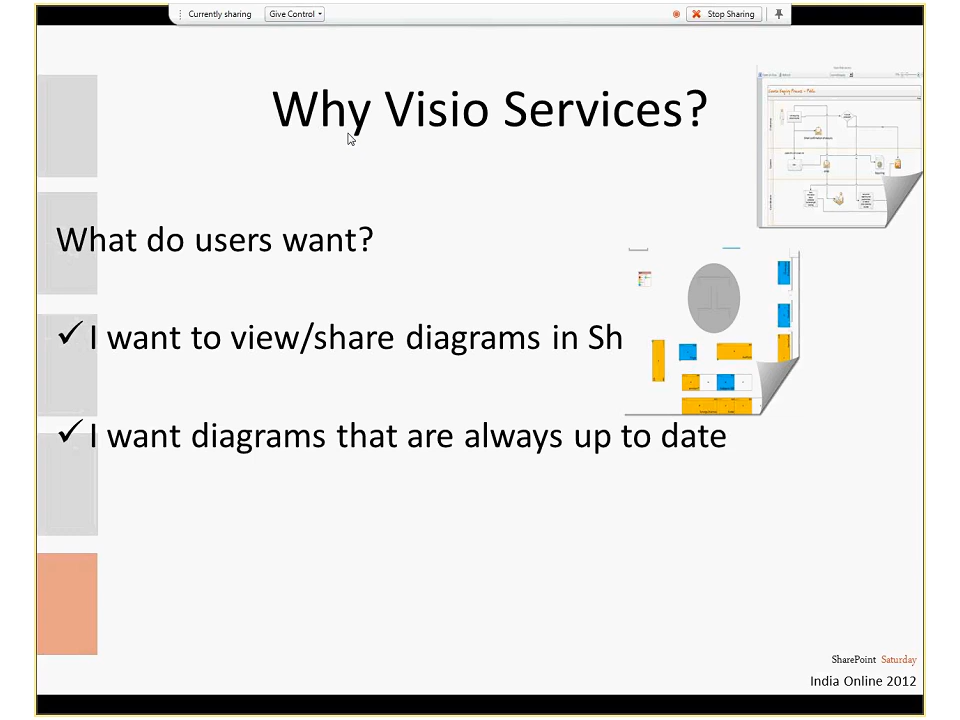 Currently sharing Give Control Stop Sharing
Why Visio Services?
What do users want?
✓ I want to view/share diagrams in Sh
✓ I want diagrams that are always up to date
SharePoint Saturday
India Online 2012